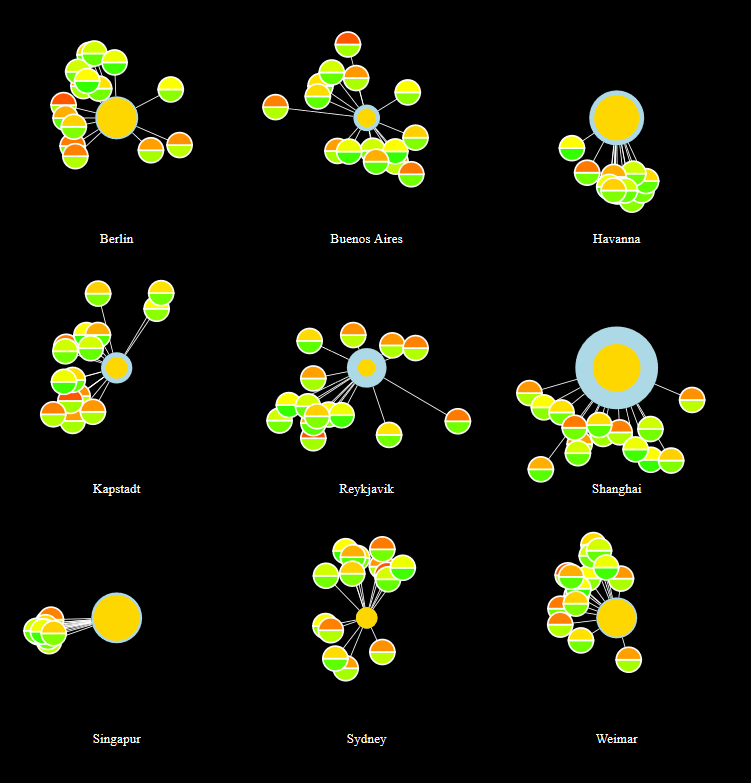 Berlin
Buenos Aires
Havanna
Kapstadt
Reykjavik
Shanghai
Singapur
Sydney
Weimar